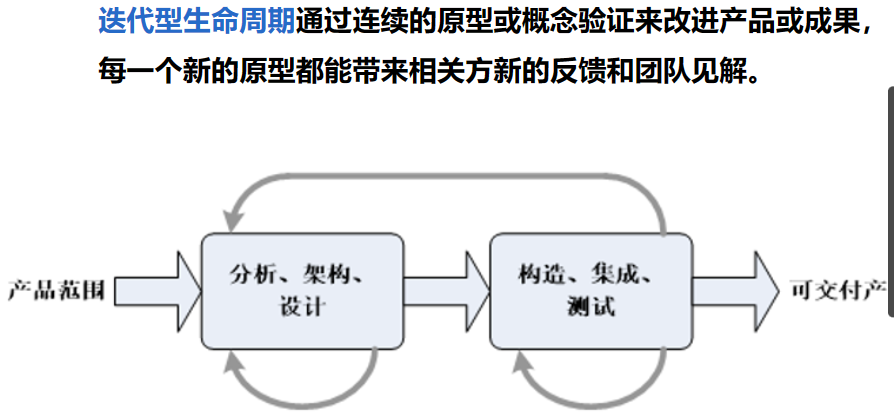 迭代型生命周期通过连续的原型或概念验证来改进产品或成果，
每一个新的原型都能带来相关方新的反馈和团队见解。
产品范围
分析、架构、
设计
构造、集成、
测试
可交付产